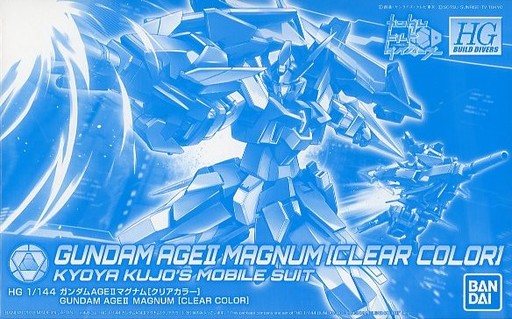 HG
BUILD DIVERS
GUNDAM AGEII MAGNUM [CLEAR COLOR]
KYOYA KUJO'S MOBILE SUIT
HG 1/144 ガンダムAGEⅡマグナム[クリアカラー]
GUNDAM AGEII MAGNUM [CLEAR COLOR]
BAN
DAI